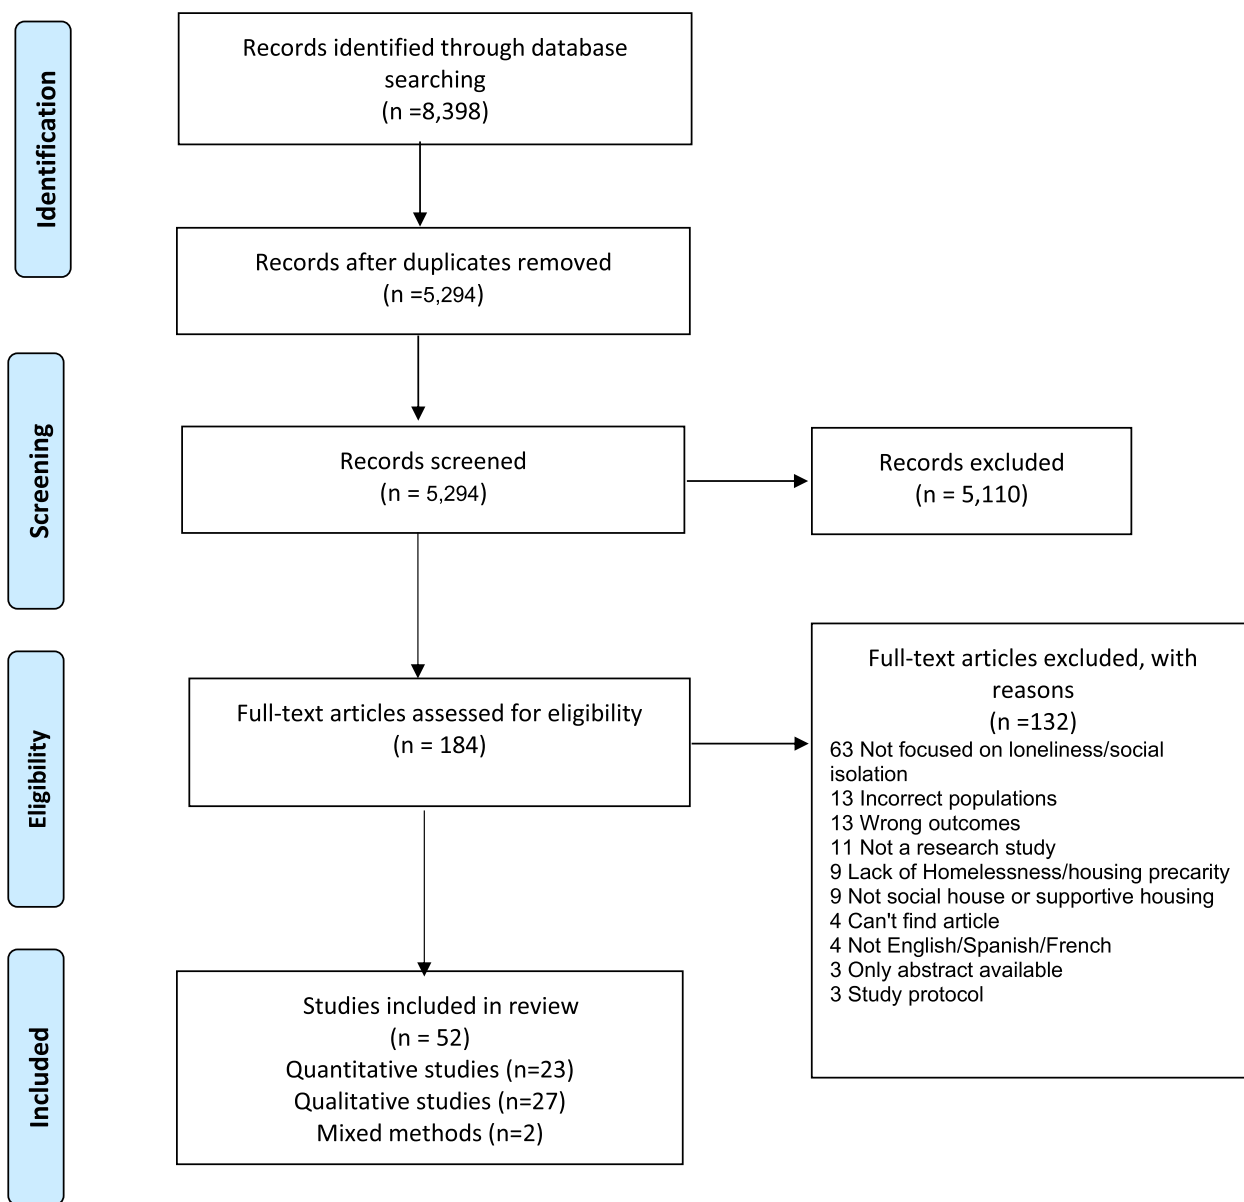 Identification
Records identified through database
searching
(n =8,398)
Records after duplicates removed
(n =5,294)
Screening
Records screened
(n = 5,294)
Records excluded
(n = 5,110)
Eligibility
Full-text articles assessed for eligibility
(n = 184)
Full-text articles excluded, with
reasons
(n =132)
63 Not focused on loneliness/social
isolation
13 Incorrect populations
13 Wrong outcomes
11 Not a research study
9 Lack of Homelessness/housing precarity
9 Not social house or supportive housing
4 Can't find article
4 Not English/Spanish/French
3 Only abstract available
3 Study protocol
Included
Studies included in review
(n = 52)
Quantitative studies (n=23)
Qualitative studies (n=27)
Mixed methods (n=2)